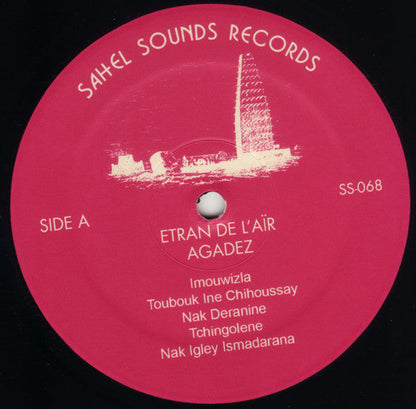 SAHEL SOUNDS RECORDS
SIDE A
SS-068
ETRAN DE L'AÏR
AGADEZ
Imouwizla
Toubouk Ine Chihoussay
Nak Deranine
Tchingolene
Nak Igley Ismadarana